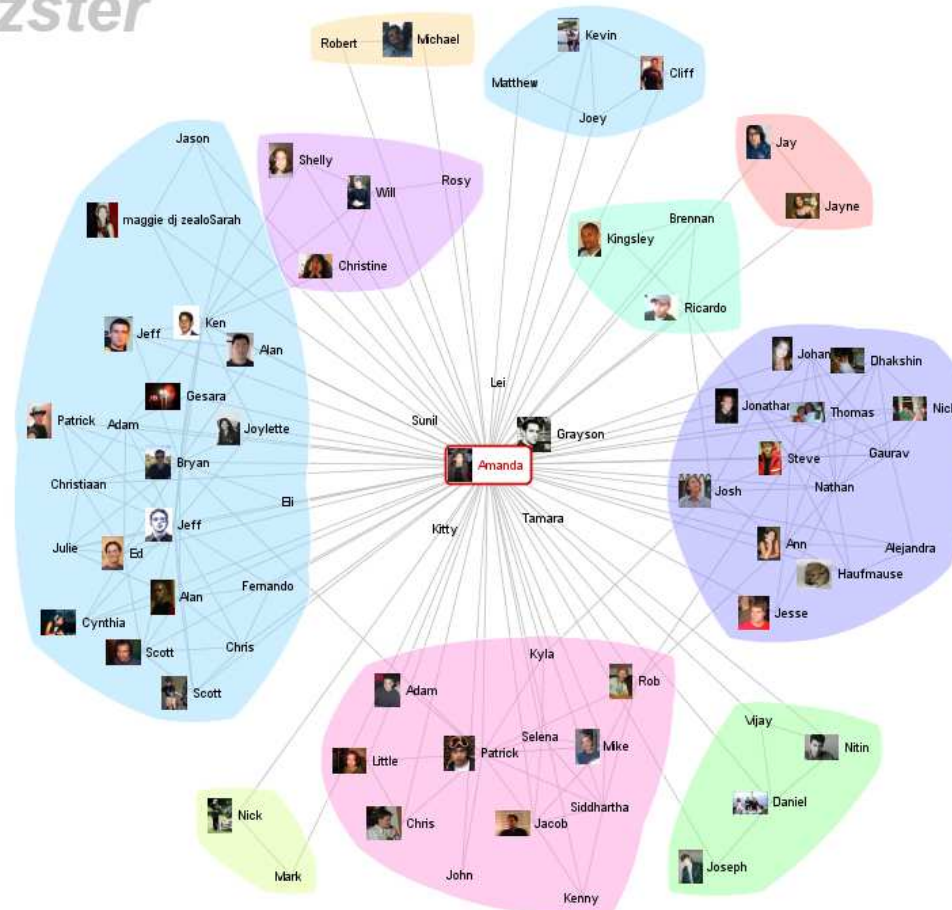 zster
Robert
Michael
Kevin
Cliff
Matthew
Joey
Jason
Shelly
Will
Rosy
Jay
Jayne
maggie dj zealoSarah
Christine
Kingsley
Brennan
Ricardo
Jeff
Ken
Alan
Johan
Dhakshin
Lei
Gesara
Jonathan
Thomas
Nick
Patrick
Adam
Joylette
Sunil
Grayson
Bryan
Amanda
Steve
Gaurav
Christiaan
Eli
Josh
Nathan
Jeff
Kitty
Tamara
Julie
Ed
Ann
Alejandra
Haufmause
Alan
Fernando
Jesse
Cynthia
Scott
Chris
Kyla
Rob
Scott
Adam
Vijay
Nitin
Little
Patrick
Selena
Mike
Nick
Chris
Jacob
Siddhartha
Daniel
Mark
John
Kenny
Joseph